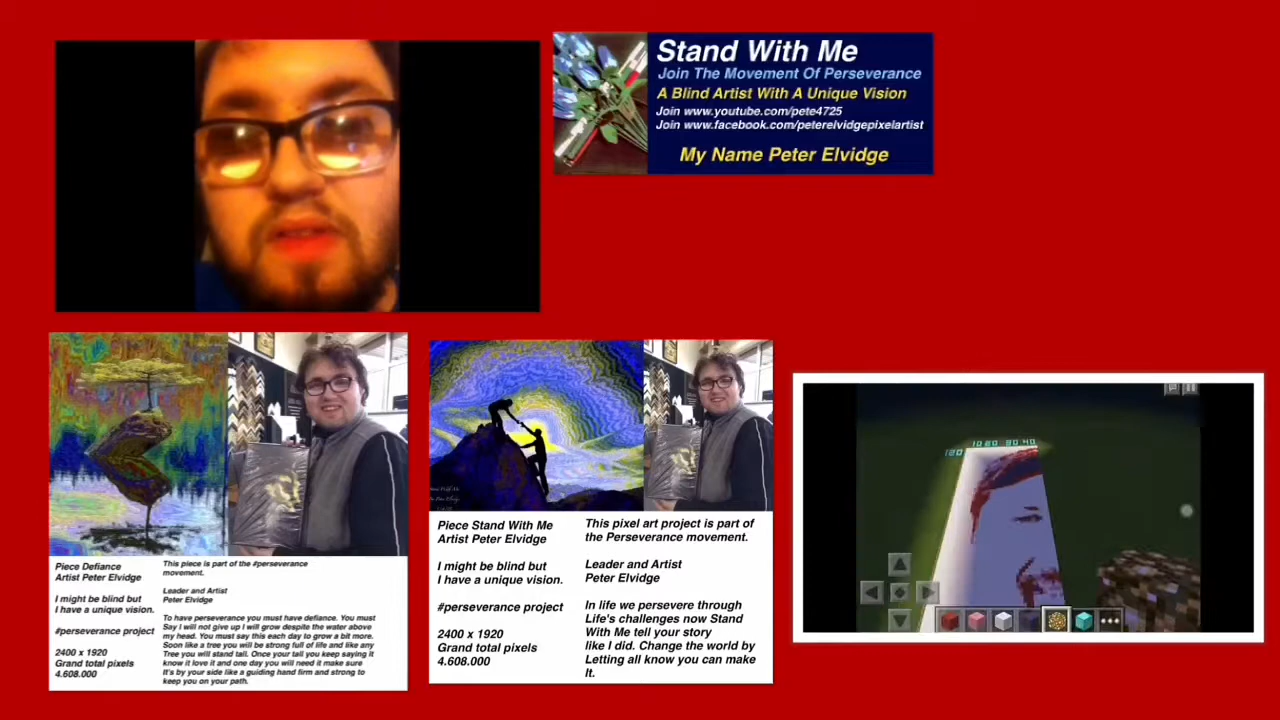 Stand With Me
Join The Movement Of Perseverance
A Blind Artist With A Unique Vision
Join www.youtube.com/pete4725
Join www.facebook.com/peterelvidgepixelartist
My Name Peter Elvidge
Piece Defiance
Artist Peter Elvidge
I might be blind but
I have a unique vision.
#perseverance project
2400 x 1920
Grand total pixels
4.608.000
This piece is part of the #perseverance
movement.
Leader and Artist
Peter Elvidge
To have perseverance you must have defiance. You must
Say I will not give up I will grow despite the water above
my head. You must say this each day to grow a bit more.
Soon like a tree you will be strong full of life and like any
Tree you will stand tall. Once your tall you keep saying it
know it love it and one day you will need it make sure
It's by your side like a guiding hand firm and strong to
keep you on your path.
Piece Stand With Me
Artist Peter Elvidge
I might be blind but
I have a unique vision.
#perseverance project
2400 x 1920
Grand total pixels
4.608.000
This pixel art project is part of
the Perseverance movement.
Leader and Artist
Peter Elvidge
In life we persevere through
Life's challenges now Stand
With Me tell your story
like I did. Change the world by
Letting all know you can make
It.
120